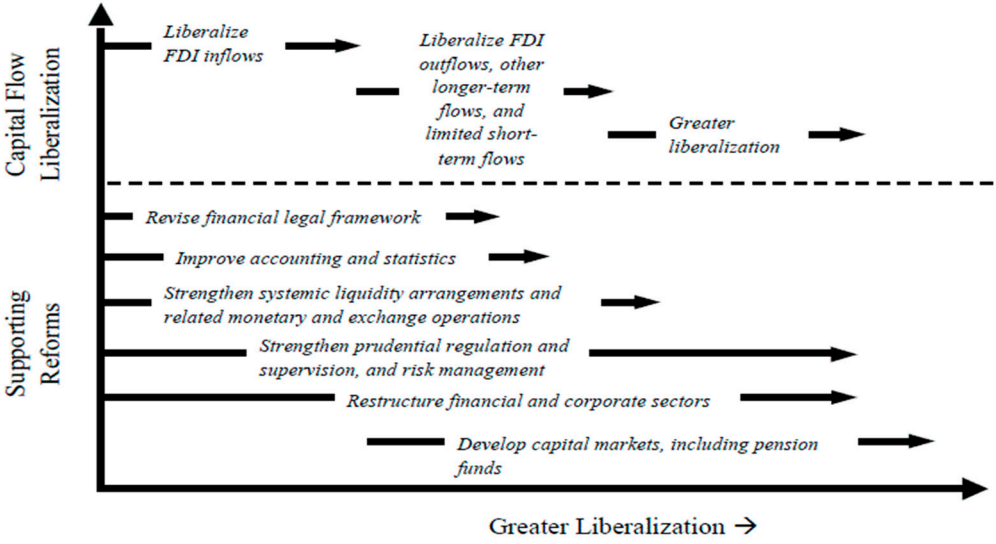 Capital Flow
Liberalization
Liberalize
FDI inflows
Liberalize FDI
outflows, other
longer-term
flows, and
limited short-
term flows
Greater
liberalization
Supporting
Reforms
Revise financial legal framework
Improve accounting and statistics
Strengthen systemic liquidity arrangements and
related monetary and exchange operations
Strengthen prudential regulation and
supervision, and risk management
Restructure financial and corporate sectors
Develop capital markets, including pension
funds
Greater Liberalization →